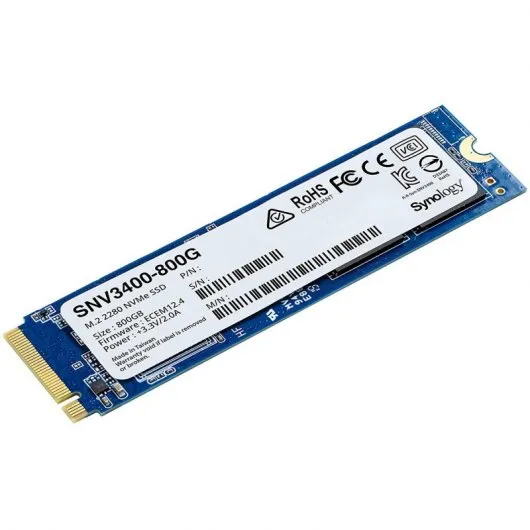 SNV3400-800G
M.2 2280 NVMe SSD
Size : 800GB
Firmware : ECEM12.4
Power : +3.3V/2.0A
Made in Taiwan
Warranty void if label is removed
or broken.
P/N :
S/N :
M/N :
RoHS
COMPLIANT
FC CE
VCI
Synology